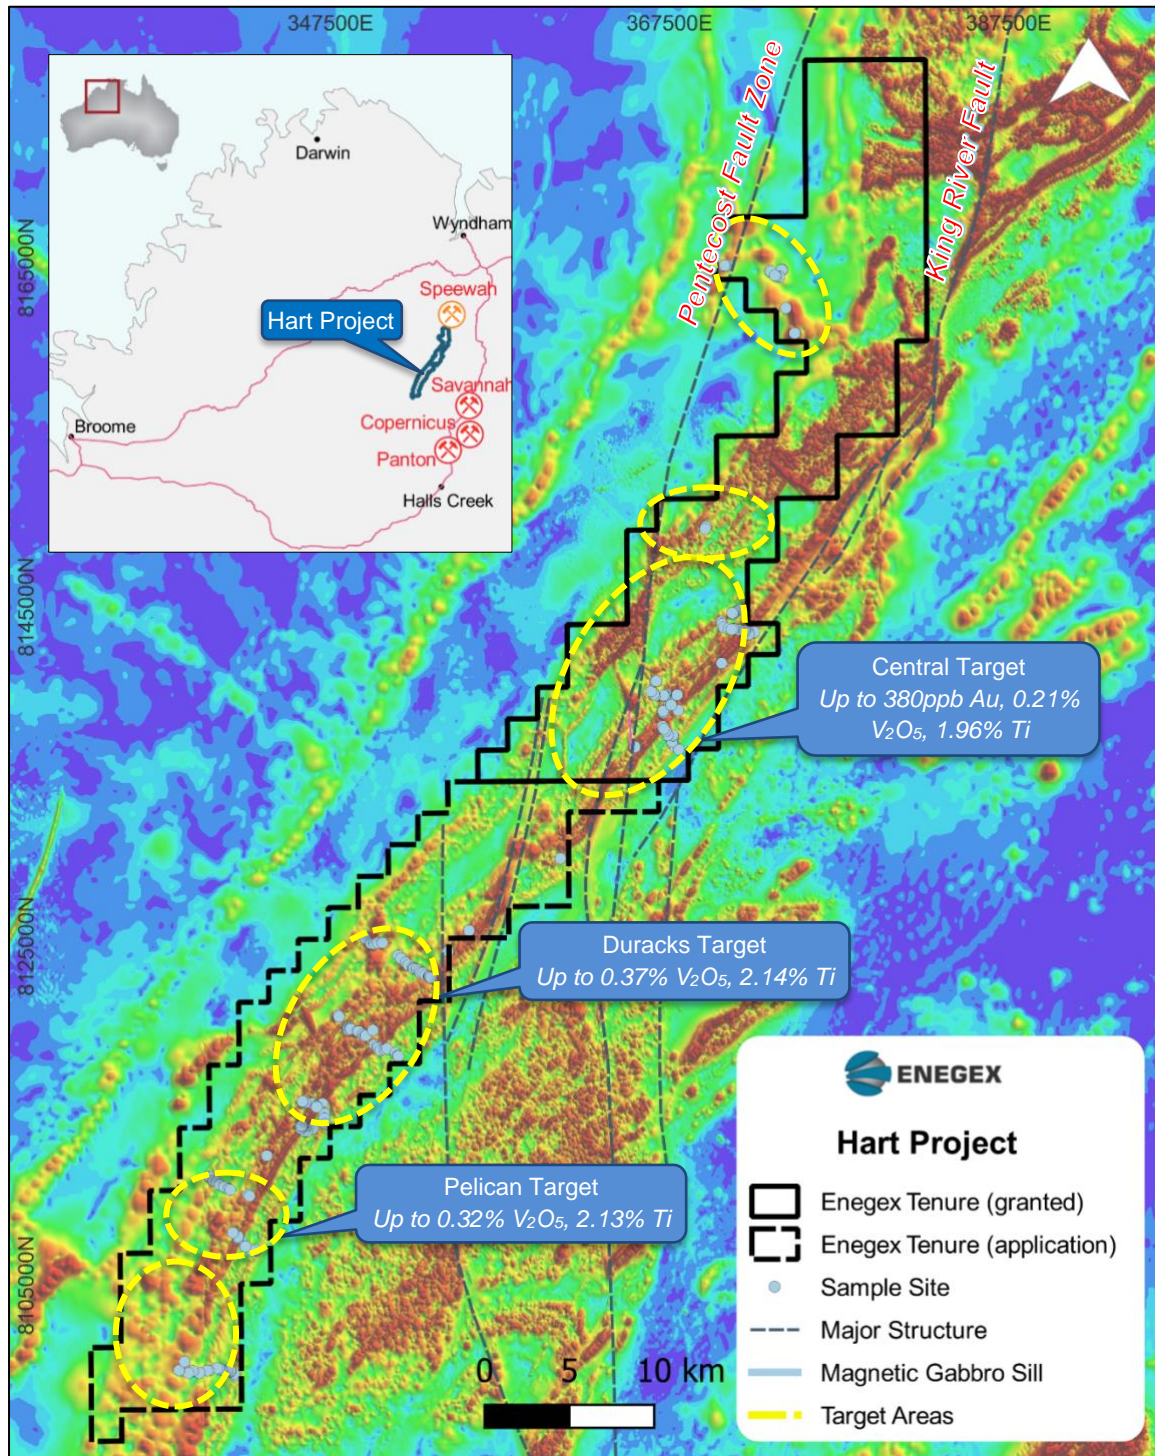 347500E
367500E
387500E
8165000N
8145000N
8125000N
8105000N
Pentecost Fault Zone
King River Fault
Darwin
Wyndham
Speewah
Hart Project
Savannah
Copernicus
Broome
Panton
Halls Creek
Central Target
Up to 380ppb Au, 0.21%
V₂O₅, 1.96% Ti
Duracks Target
Up to 0.37% V₂O₅, 2.14% Ti
Pelican Target
Up to 0.32% V₂O₅, 2.13% Ti
0 5 10 km
ENEGEX
Hart Project
Enegex Tenure (granted)
Enegex Tenure (application)
Sample Site
Major Structure
Magnetic Gabbro Sill
Target Areas